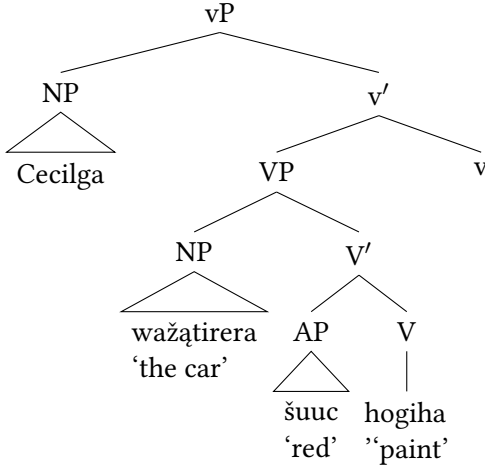 vP
NP v′
Cecilga VP v
NP V′
wažątirera AP V
‘the car’
šuuc hogiha
‘red’ ’‘paint’